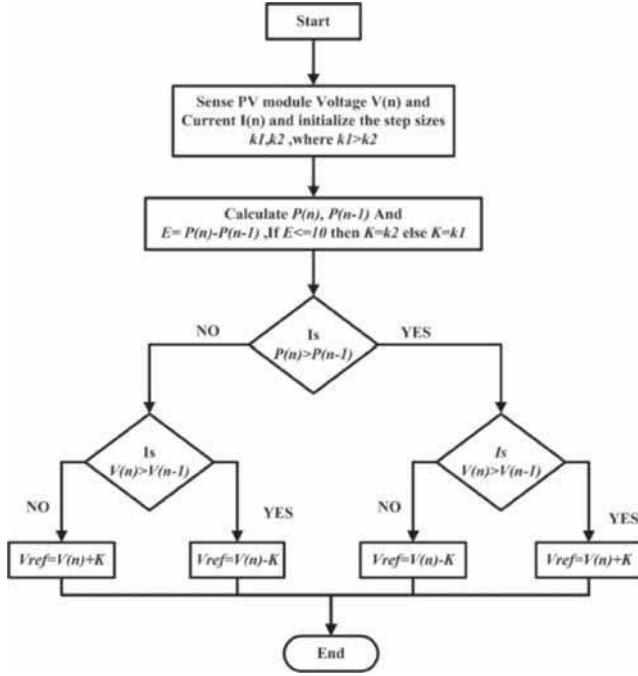 Start
Sense PV module Voltage V(n) and
Current I(n) and initialize the step sizes
k1,k2 ,where k1>k2
Calculate P(n), P(n-1) And
E= P(n)-P(n-1) ,If E<=10 then K=k2 else K=k1
NO
Is
P(n)>P(n-1)
YES
Is
V(n)>V(n-1)
Is
V(n)>V(n-1)
NO
YES
NO
YES
Vref=V(n)+K
Vref=V(n)-K
Vref=V(n)-K
Vref=V(n)+K
End